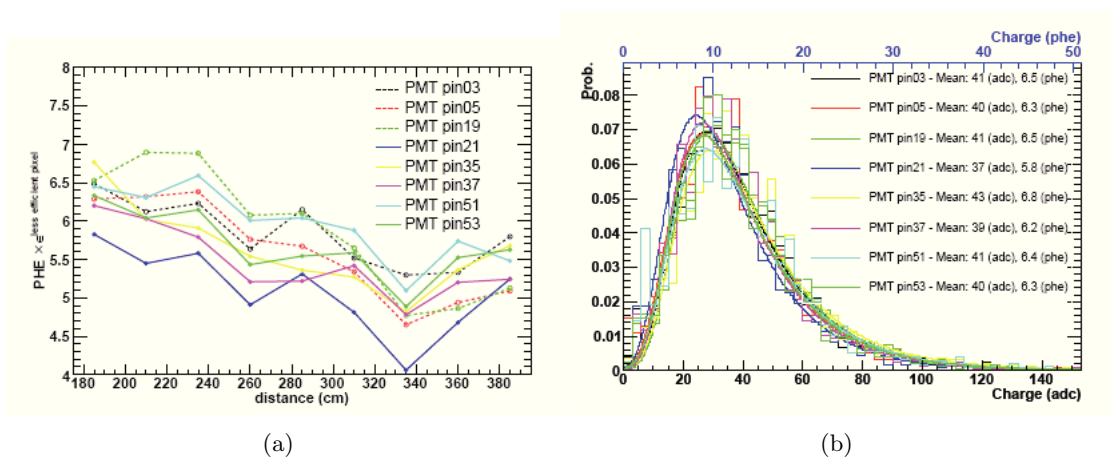 8
7.5
7
6.5
6
5.5
5
4.5
4
PHE × ε less efficient pixel
180 200 220 240 260 280 300 320 340 360 380
distance (cm)
PMT pin03
PMT pin05
PMT pin19
PMT pin21
PMT pin35
PMT pin37
PMT pin51
PMT pin53
(a)
Charge (phe)
0 10 20 30 40 50
Prob.
0.08
0.07
0.06
0.05
0.04
0.03
0.02
0.01
0
PMT pin03 - Mean: 41 (adc), 6.5 (phe)
PMT pin05 - Mean: 40 (adc), 6.3 (phe)
PMT pin19 - Mean: 41 (adc), 6.5 (phe)
PMT pin21 - Mean: 37 (adc), 5.8 (phe)
PMT pin35 - Mean: 43 (adc), 6.8 (phe)
PMT pin37 - Mean: 39 (adc), 6.2 (phe)
PMT pin51 - Mean: 41 (adc), 6.4 (phe)
PMT pin53 - Mean: 40 (adc), 6.3 (phe)
0 20 40 60 80 100 120 140
Charge (adc)
(b)